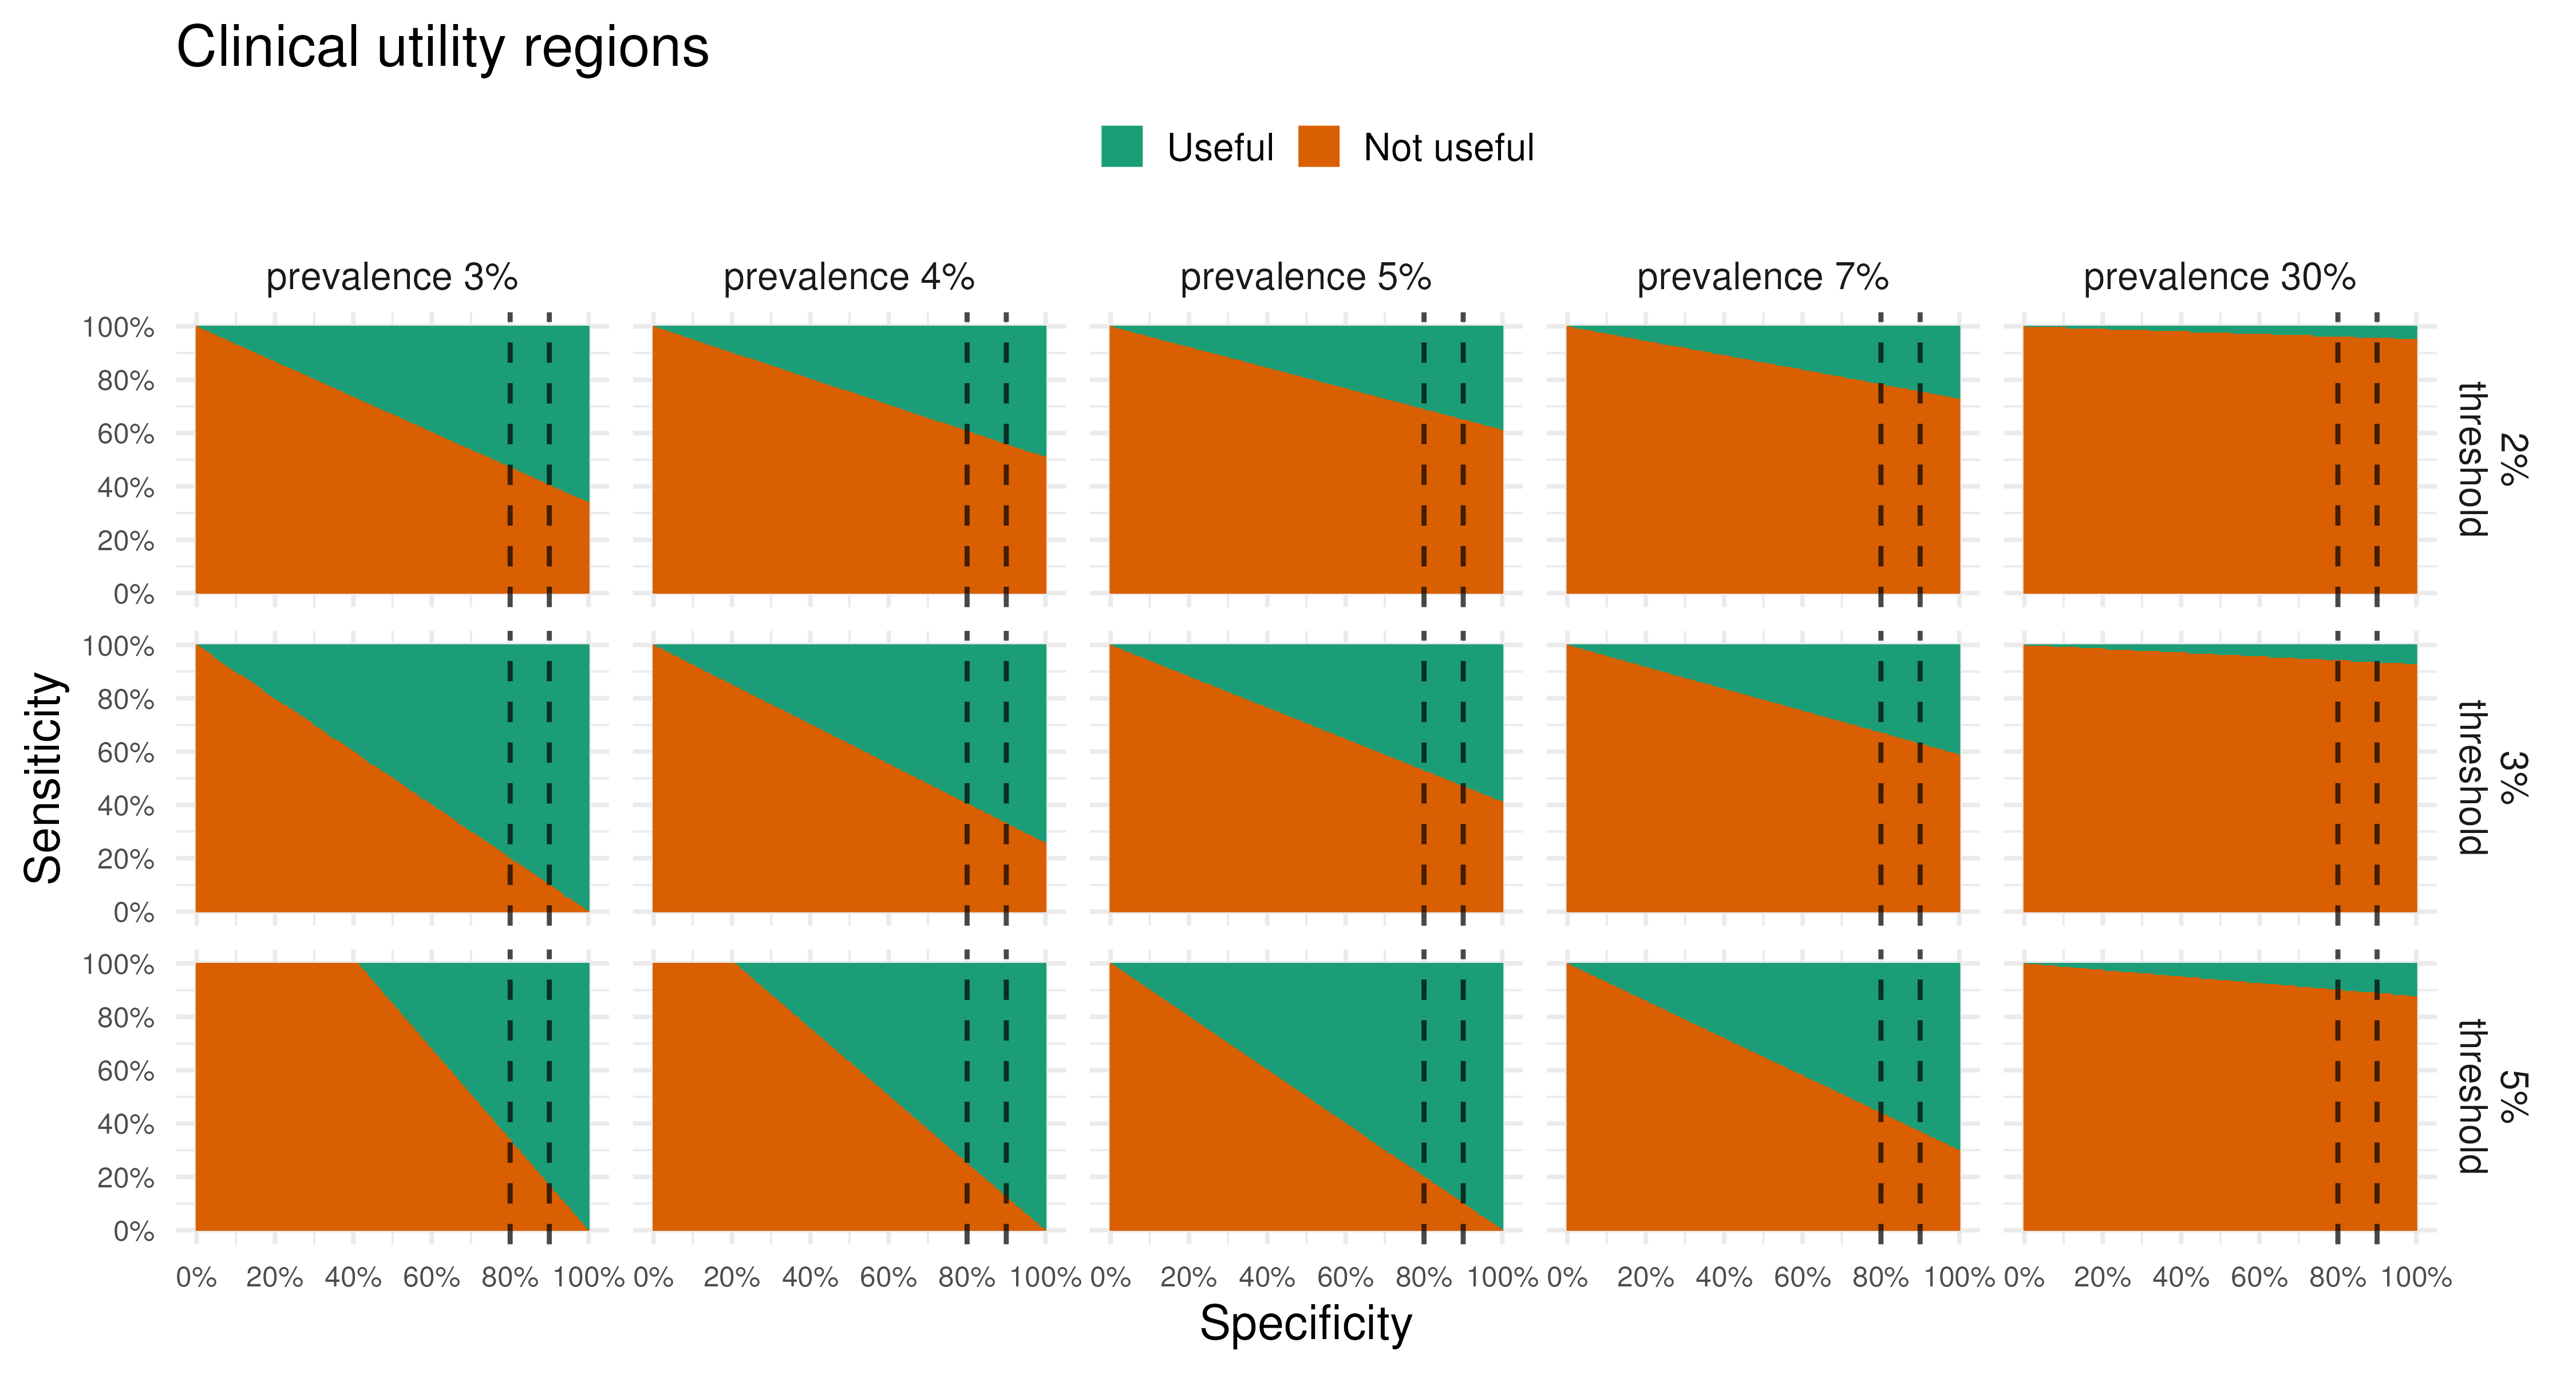 Clinical utility regions
Useful
Not useful
prevalence 3%
prevalence 4%
prevalence 5%
prevalence 7%
prevalence 30%
100%
80%
60%
40%
20%
0%
2%
threshold
100%
80%
60%
40%
20%
0%
3%
threshold
100%
80%
60%
40%
20%
0%
5%
threshold
Sensiticity
0% 20% 40% 60% 80% 100%
0% 20% 40% 60% 80% 100%
0% 20% 40% 60% 80% 100%
0% 20% 40% 60% 80% 100%
0% 20% 40% 60% 80% 100%
Specificity